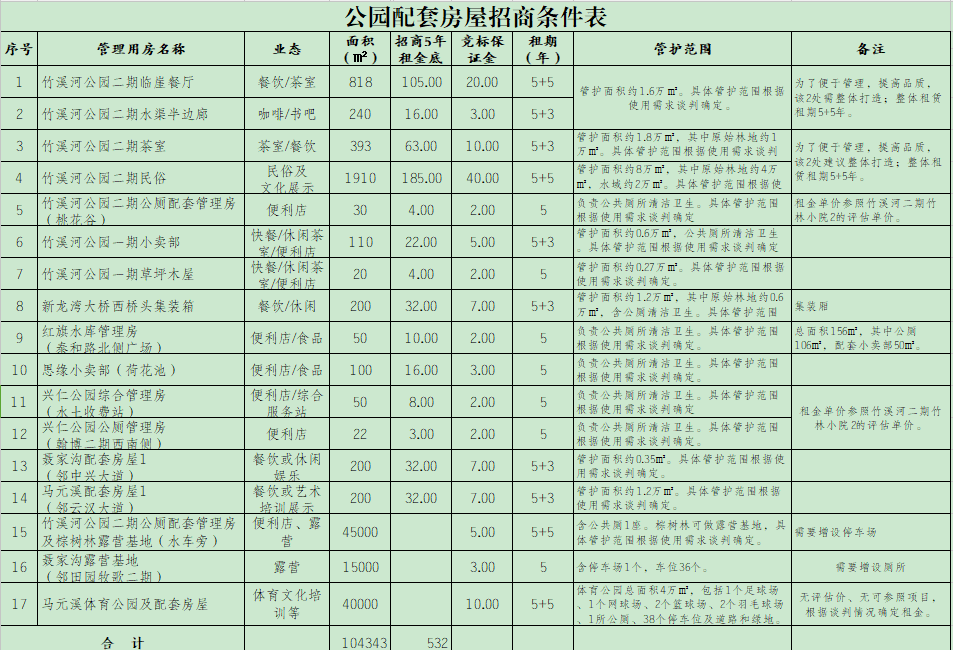 公园配套房屋招商条件表
序号 管理用房名称 业态 面积（m²） 招商5年租金底 竞标保证金 租期（年） 管护范围 备注
1 竹溪河公园二期临崖餐厅 餐饮/茶室 818 105.00 20.00 5+5
管护面积约1.6万㎡。具体管护范围根据
使用需求谈判确定。
为了便于管理，提高品质，
该2处需整体打造；整体租赁
租期5+5年。
2 竹溪河公园二期水渠半边廊 咖啡/书吧 240 16.00 3.00 5+3
3 竹溪河公园二期茶室 茶室/餐饮 393 63.00 10.00 5+3
管护面积约1.8万㎡，其中原始林地约1
万㎡。具体管护范围根据使用需求谈判
为了便于管理，提高品质，
该2处建议整体打造；整体租
赁租期5+5年。
4 竹溪河公园二期民俗 民俗及
文化展示 1910 185.00 40.00 5+5
管护面积约8万㎡，其中原始林地约4万
㎡，水域约2万㎡。具体管护范围根据使
5 竹溪河公园二期公厕配套管理房
（桃花谷） 便利店 30 4.00 2.00 5
负责公共厕所清洁卫生。具体管护范围
根据使用需求谈判确定
租金单价参照竹溪河二期竹
林小院2的评估单价。
6 竹溪河公园一期小卖部 快餐/休闲茶
室/便利店 110 22.00 5.00 5+3
管护面积约0.6万㎡，公共厕所清洁卫生
。具体管护范围根据使用需求谈判确定
7 竹溪河公园一期草坪木屋 快餐/休闲茶
室/便利店 20 4.00 2.00 5
管护面积约0.27万㎡。具体管护范围根据
使用需求谈判确定。
8 新龙湾大桥西桥头集装箱 餐饮/休闲 200 32.00 7.00 5+3
管护面积约1.2万㎡，其中原始林地约0.6
万㎡，含公厕清洁卫生。具体管护范围
集装厢
9 红旗水库管理房
（泰和路北侧广场） 便利店/食品 50 10.00 2.00 5
负责公共厕所清洁卫生。具体管护范围
根据使用需求谈判确定。
总面积156㎡，其中公厕
106㎡，配套小卖部50㎡。
10 思缘小卖部（荷花池） 便利店/食品 100 16.00 3.00 5
负责公共厕所清洁卫生。具体管护范围
根据使用需求谈判确定。
11 兴仁公园综合管理房
（水土收费站） 便利店/综合
服务站 50 8.00 2.00 5
负责公共厕所清洁卫生。具体管护范围
根据使用需求谈判确定
租金单价参照竹溪河二期竹
林小院2的评估单价。
12 兴仁公园公厕管理房
（翰博二期西南侧） 便利店 22 3.00 2.00 5
负责公共厕所清洁卫生。具体管护范围
根据使用需求谈判确定。
13 聂家沟配套房屋1
（邻中兴大道） 餐饮或休闲
娱乐 200 32.00 7.00 5+3
管护面积约0.35㎡。具体管护范围根据使
用需求谈判确定。
14 马元溪配套房屋1
（邻云汉大道） 餐饮或艺术
培训展示 200 32.00 7.00 5+3
管护面积约1.2万㎡。具体管护范围根据
使用需求谈判确定。
15 竹溪河公园二期公厕配套管理房
及棕树林露营基地（水车旁） 便利店、露
营 45000 5.00 5+5
含公共厕1座。棕树林可做露营基地，具
体管护范围根据使用需求谈判确定。
需要增设停车场
16 聂家沟露营基地
（邻田园牧歌二期） 露营 15000 3.00 5
含停车场1个，车位36个。
需要增设厕所
17 马元溪体育公园及配套房屋 体育文化培
训等 40000 10.00 5+5
体育公园总面积4万㎡，包括1个足球场
、1个网球场、2个篮球场、2个羽毛球场
、1所公厕、38个停车位及道路和绿地。
无评估价、无可参照项目，
根据谈判情况确定租金。
合 计 104343 532